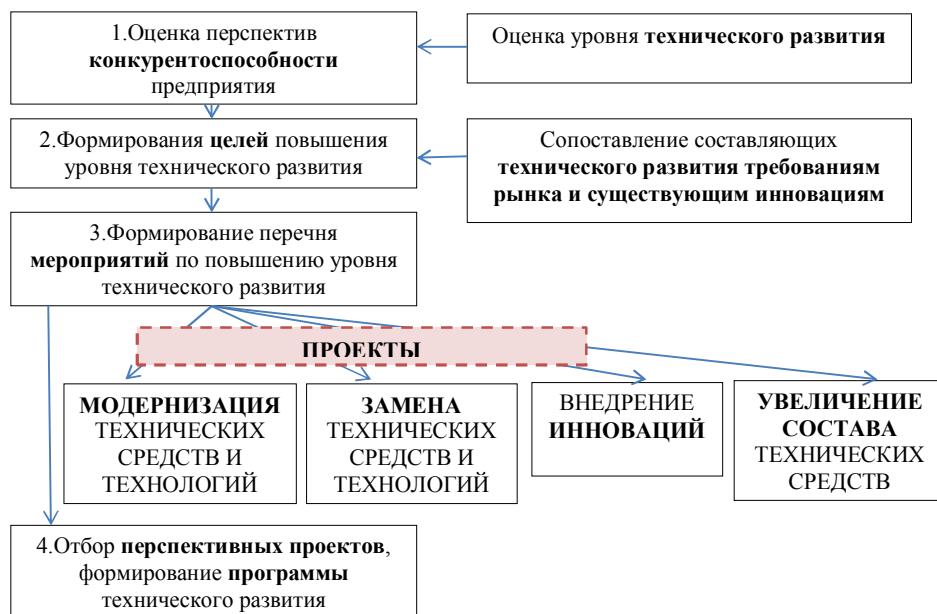 1.Оценка перспектив
конкурентоспособности
предприятия
Оценка уровня технического развития
2.Формирования целей повышения
уровня технического развития
Сопоставление составляющих
технического развития требованиям
рынка и существующим инновациям
3.Формирование перечня
мероприятий по повышению уровня
технического развития
ПРОЕКТЫ
МОДЕРНИЗАЦИЯ
ТЕХНИЧЕСКИХ
СРЕДСТВ И
ТЕХНОЛОГИЙ
ЗАМЕНА
ТЕХНИЧЕСКИХ
СРЕДСТВ И
ТЕХНОЛОГИЙ
ВНЕДРЕНИЕ
ИННОВАЦИЙ
УВЕЛИЧЕНИЕ
СОСТАВА
ТЕХНИЧЕСКИХ
СРЕДСТВ
4.Отбор перспективных проектов,
формирование программы
технического развития